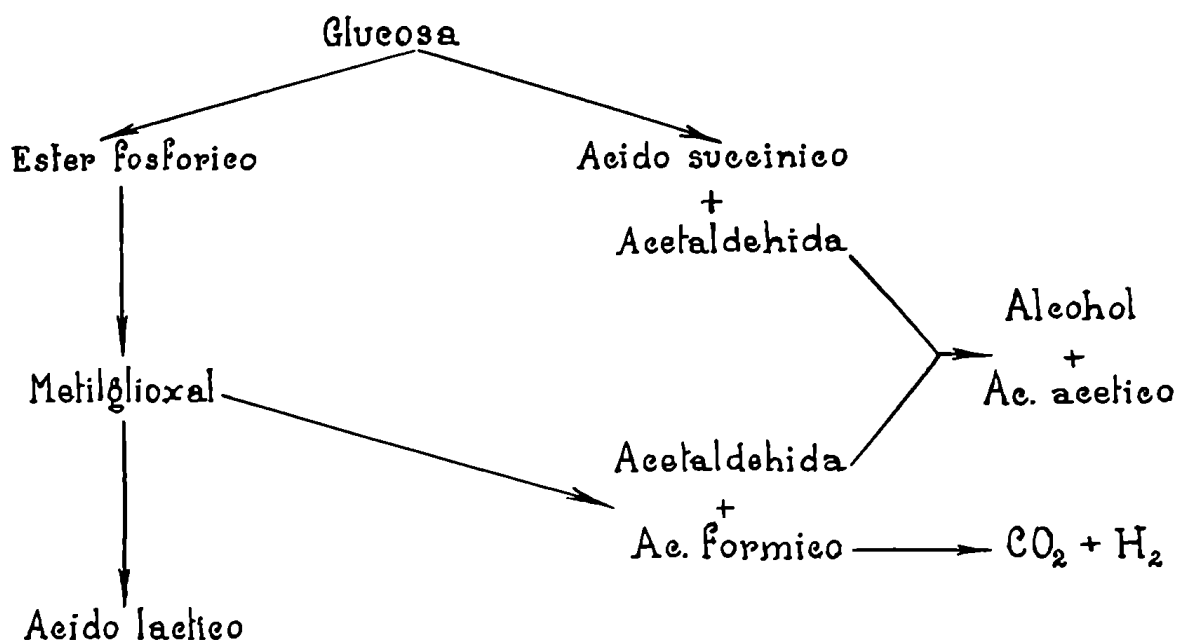 Glucosa
Ester fosforico
Acido succinico
+
Acetaldehida
Alcohol
+
Ac. acetico
Metilglioxal
Acetaldehida
+
Ac. formico
CO₂ + H₂
Acido lactico